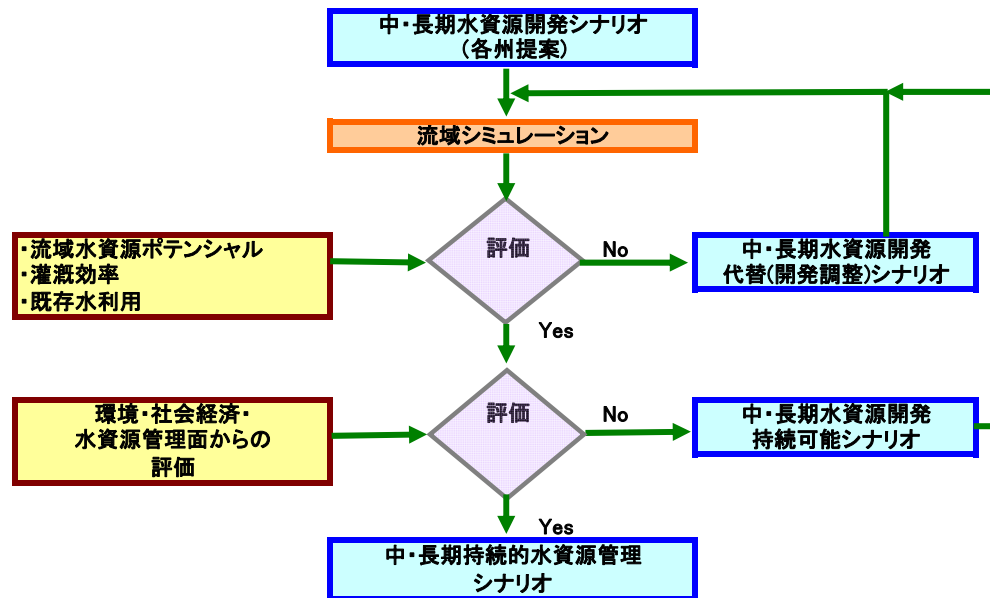 中・長期水資源開発シナリオ
(各州提案)
流域シミュレーション
・流域水資源ポテンシャル
・灌漑効率
・既存水利用
評価
No
中・長期水資源開発
代替(開発調整)シナリオ
Yes
環境・社会経済・
水資源管理面からの
評価
評価
No
中・長期水資源開発
持続可能シナリオ
Yes
中・長期持続的水資源管理
シナリオ